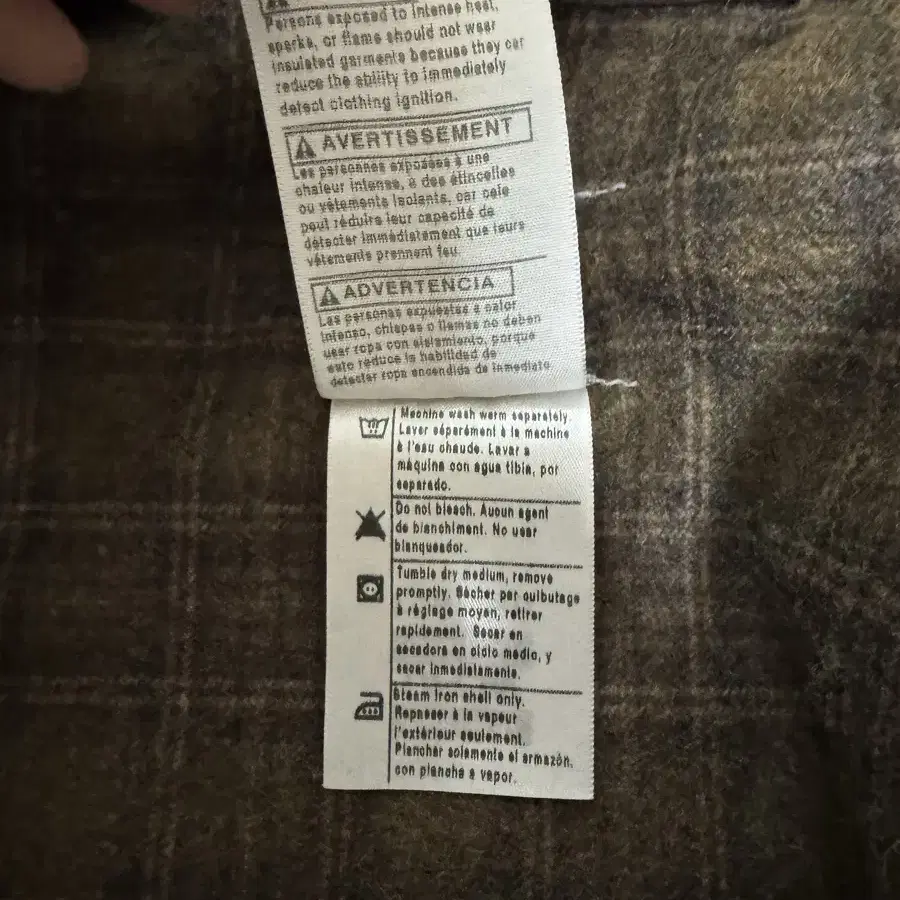 Persons exposed to intense heat,
sparks, or flame should not wear
insulated garments because they can
reduce the ability to immediately
detect clothing ignition.
AVERTISSEMENT
Les personnes exposées à une
chaleur intense, à des étincelles
ou vêtements isolants, car cele
peut réduire leur capacité de
détecter immédiatement que leurs
vêtements prennent feu.
ADVERTENCIA
Las personas expuestas a calor
intenso, chispas o llamas no deben
usar ropa con aislamiento, porque
esto reduce la habilidad de
detectar ropa encendida de inmediato
Machine wash warm separately.
Laver séparément à la machine
à l'eau chaude. Lavar a
máquina con agua tibia, por
separado.
Do not bleach. Aucun agent
de blanchiment. No usar
blanqueador.
Tumble dry medium, remove
promptly. Sécher par culbutage
à réglage moyen, retirer
rapidement. Secar en
secadora en ciclo medio, y
sacar inmediatamente.
Steam iron shell only.
Repasser à la vapeur
l'extérieur seulement.
Planchar solamente el armazón,
con plancha a vapor.